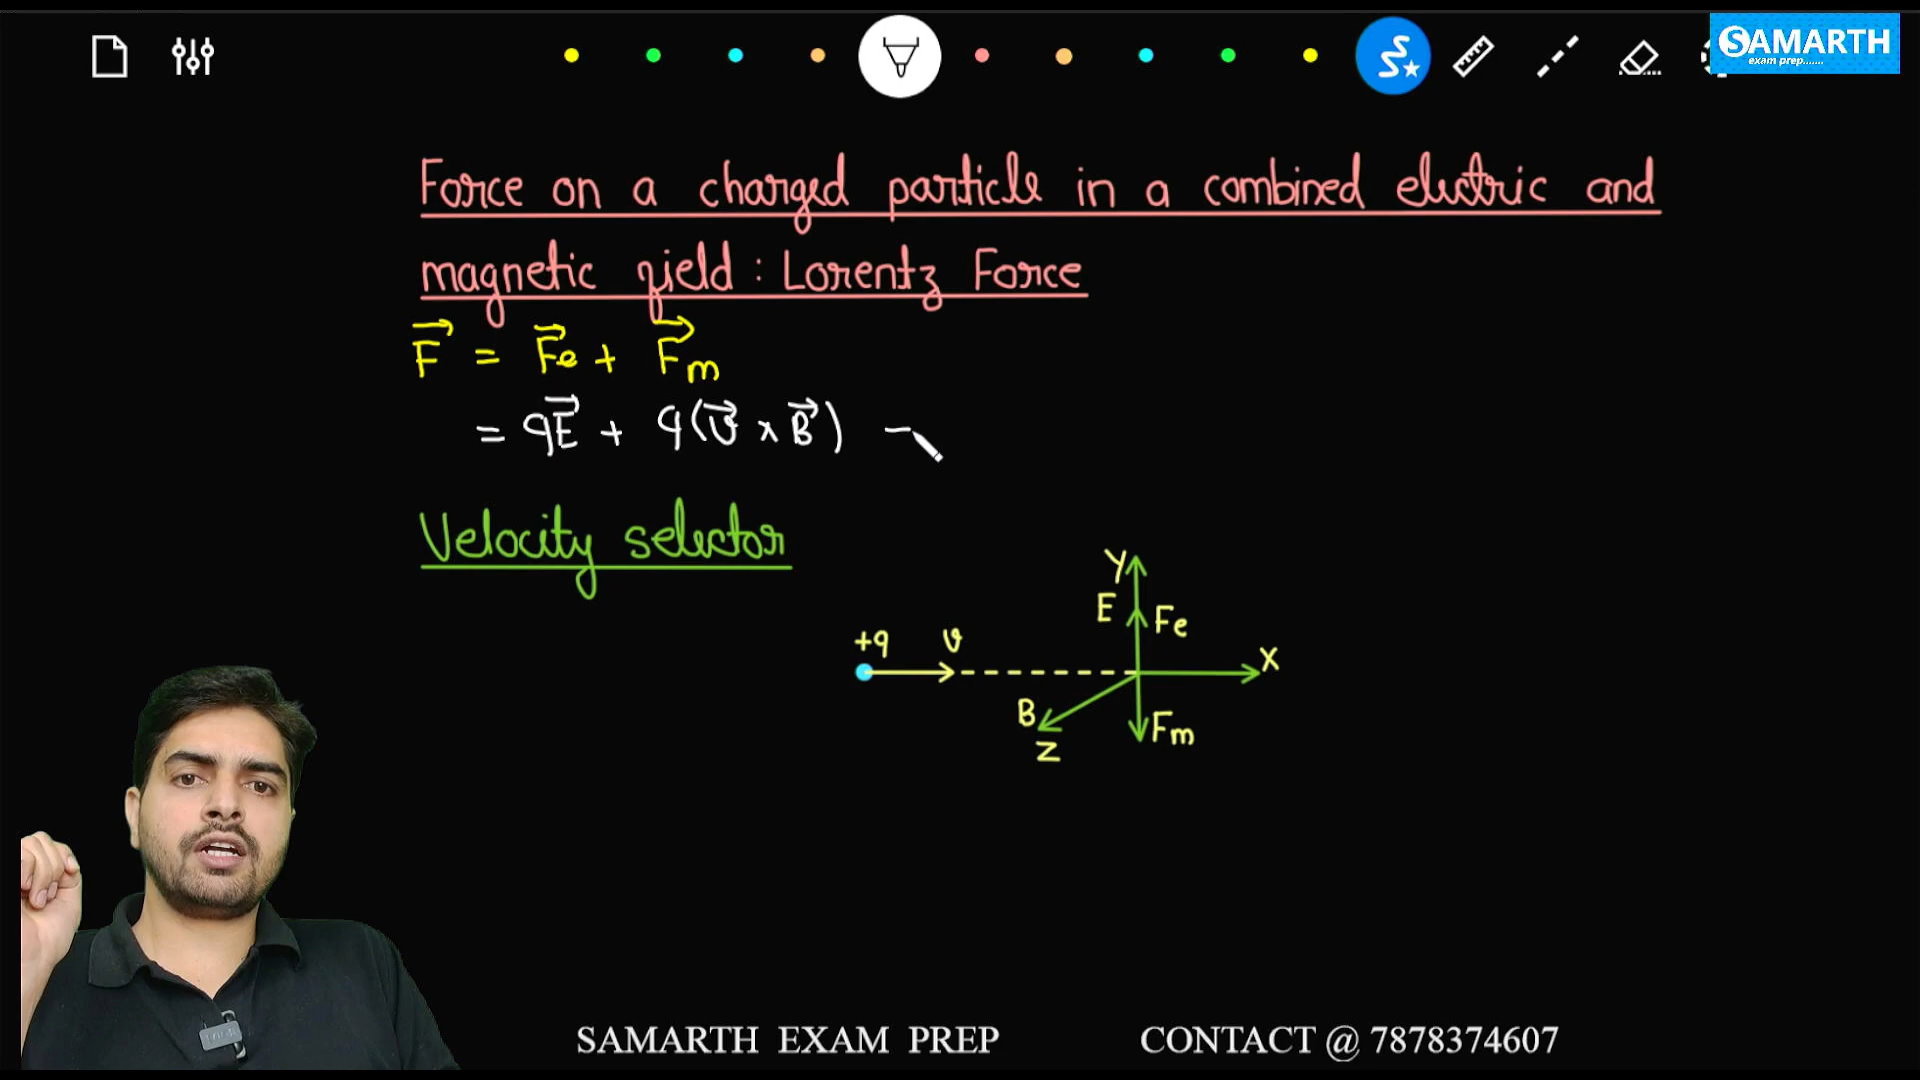 SAMARTH
exam prep......
Force on a charged particle in a combined electric and
magnetic field : Lorentz Force
F⃗ = F⃗e + F⃗m
= qE⃗ + q(v⃗ × B⃗) –
Velocity selector
Y
E Fe
+q v X
B Fm
Z
SAMARTH EXAM PREP CONTACT @ 7878374607